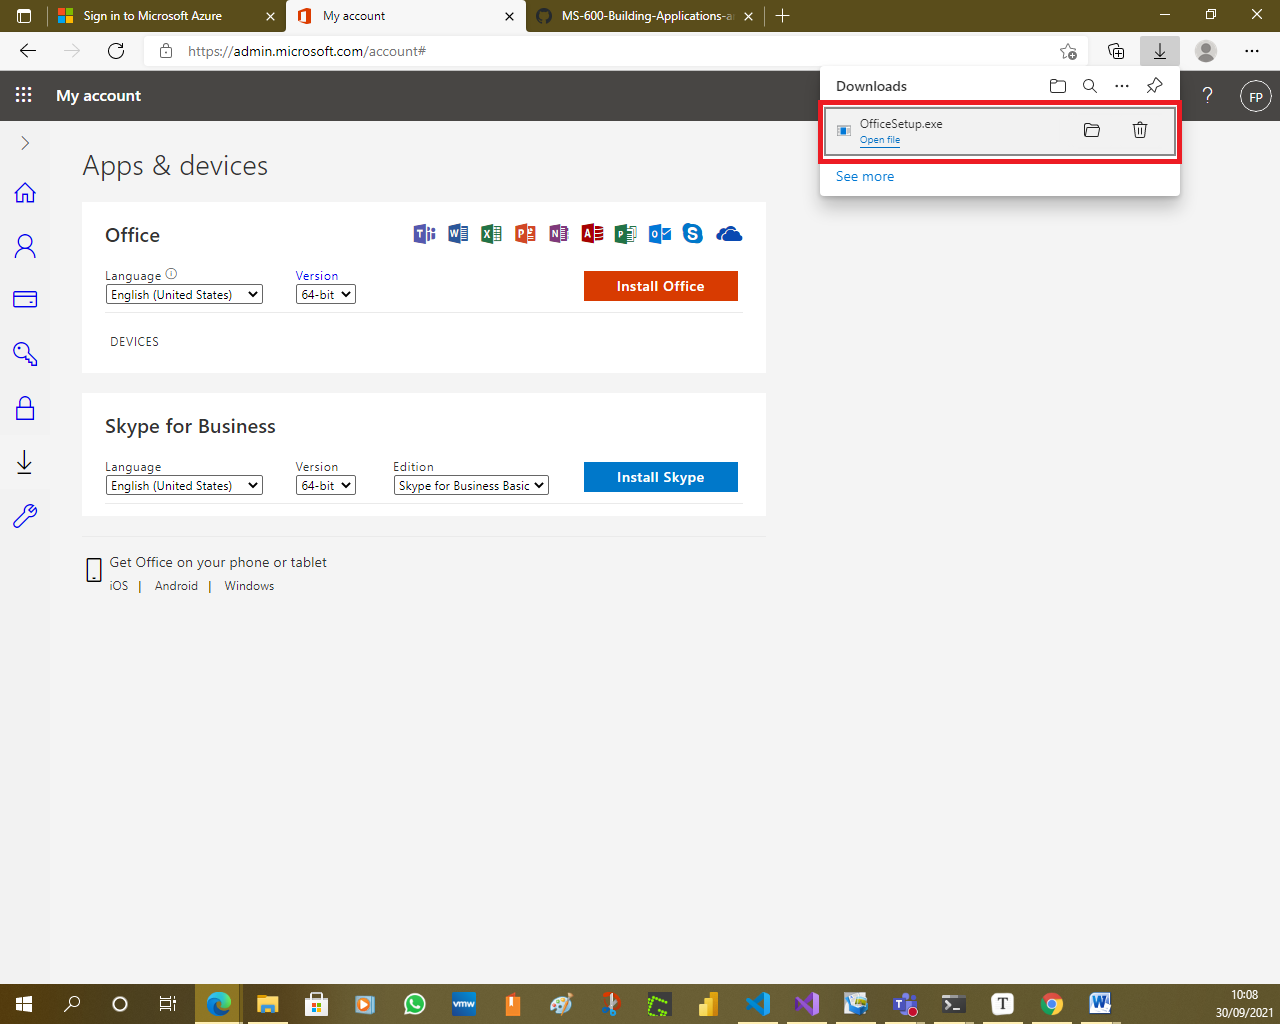 Sign in to Microsoft Azure
My account
MS-600-Building-Applications-a
https://admin.microsoft.com/account#
My account
?
FP
Downloads
OfficeSetup.exe
Open file
See more
Apps & devices
Office
Language
Version
English (United States)
64-bit
Install Office
DEVICES
Skype for Business
Language
Version
Edition
English (United States)
64-bit
Skype for Business Basic
Install Skype
Get Office on your phone or tablet
iOS | Android | Windows
vmw
T
10:08
30/09/2021